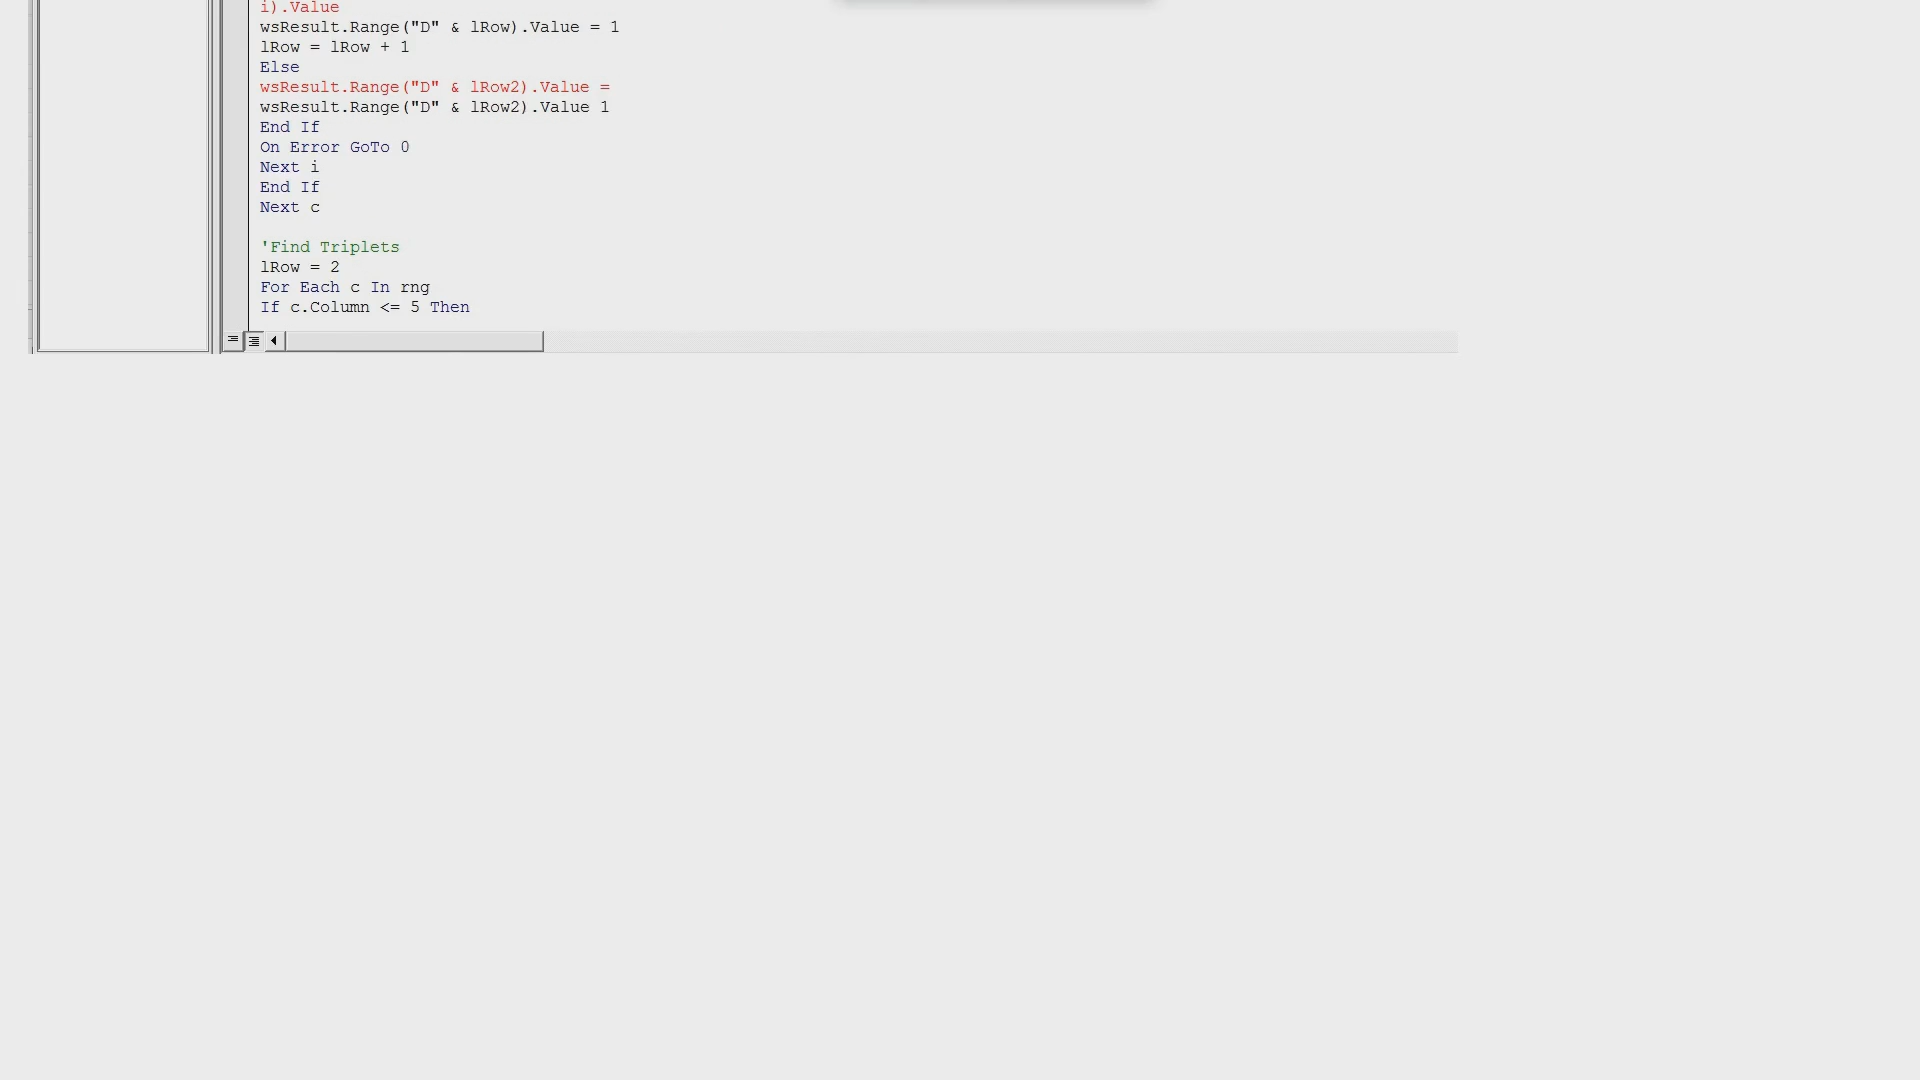 i).Value
wsResult.Range("D" & lRow).Value = 1
lRow = lRow + 1
Else
wsResult.Range("D" & lRow2).Value =
wsResult.Range("D" & lRow2).Value 1
End If
On Error GoTo 0
Next i
End If
Next c
'Find Triplets
lRow = 2
For Each c In rng
If c.Column <= 5 Then